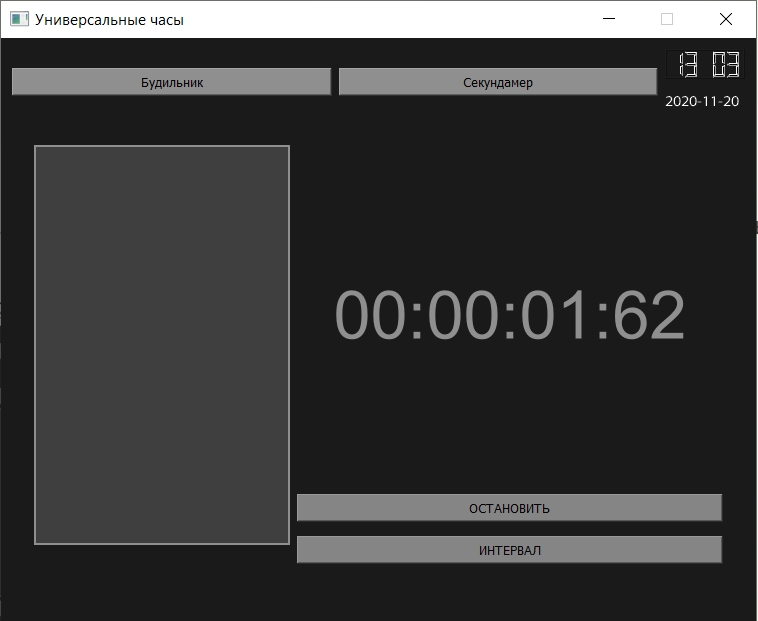 Универсальные часы
Будильник
Секундамер
13 03
2020-11-20
00:00:01:62
ОСТАНОВИТЬ
ИНТЕРВАЛ